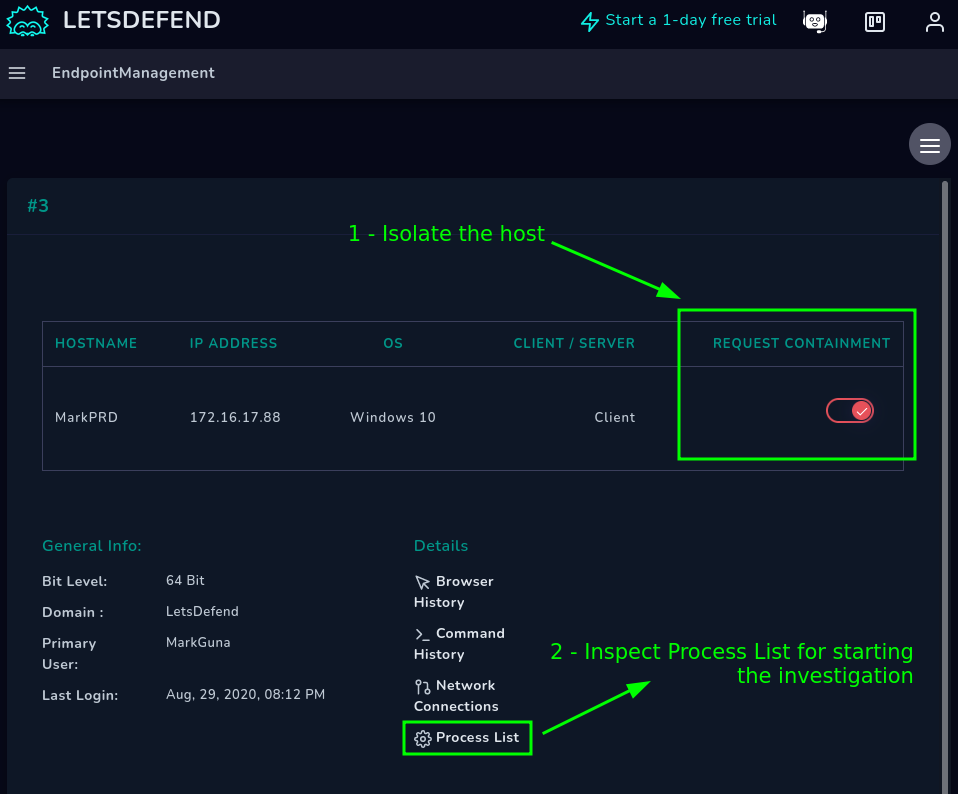 LETSDEFEND
Start a 1-day free trial
EndpointManagement
#3
1 - Isolate the host
HOSTNAME IP ADDRESS OS CLIENT / SERVER REQUEST CONTAINMENT
MarkPRD 172.16.17.88 Windows 10 Client
General Info:
Bit Level: 64 Bit
Domain : LetsDefend
Primary User: MarkGuna
Last Login: Aug, 29, 2020, 08:12 PM
Details
Browser
History
Command
History
Network
Connections
Process List
2 - Inspect Process List for starting
the investigation